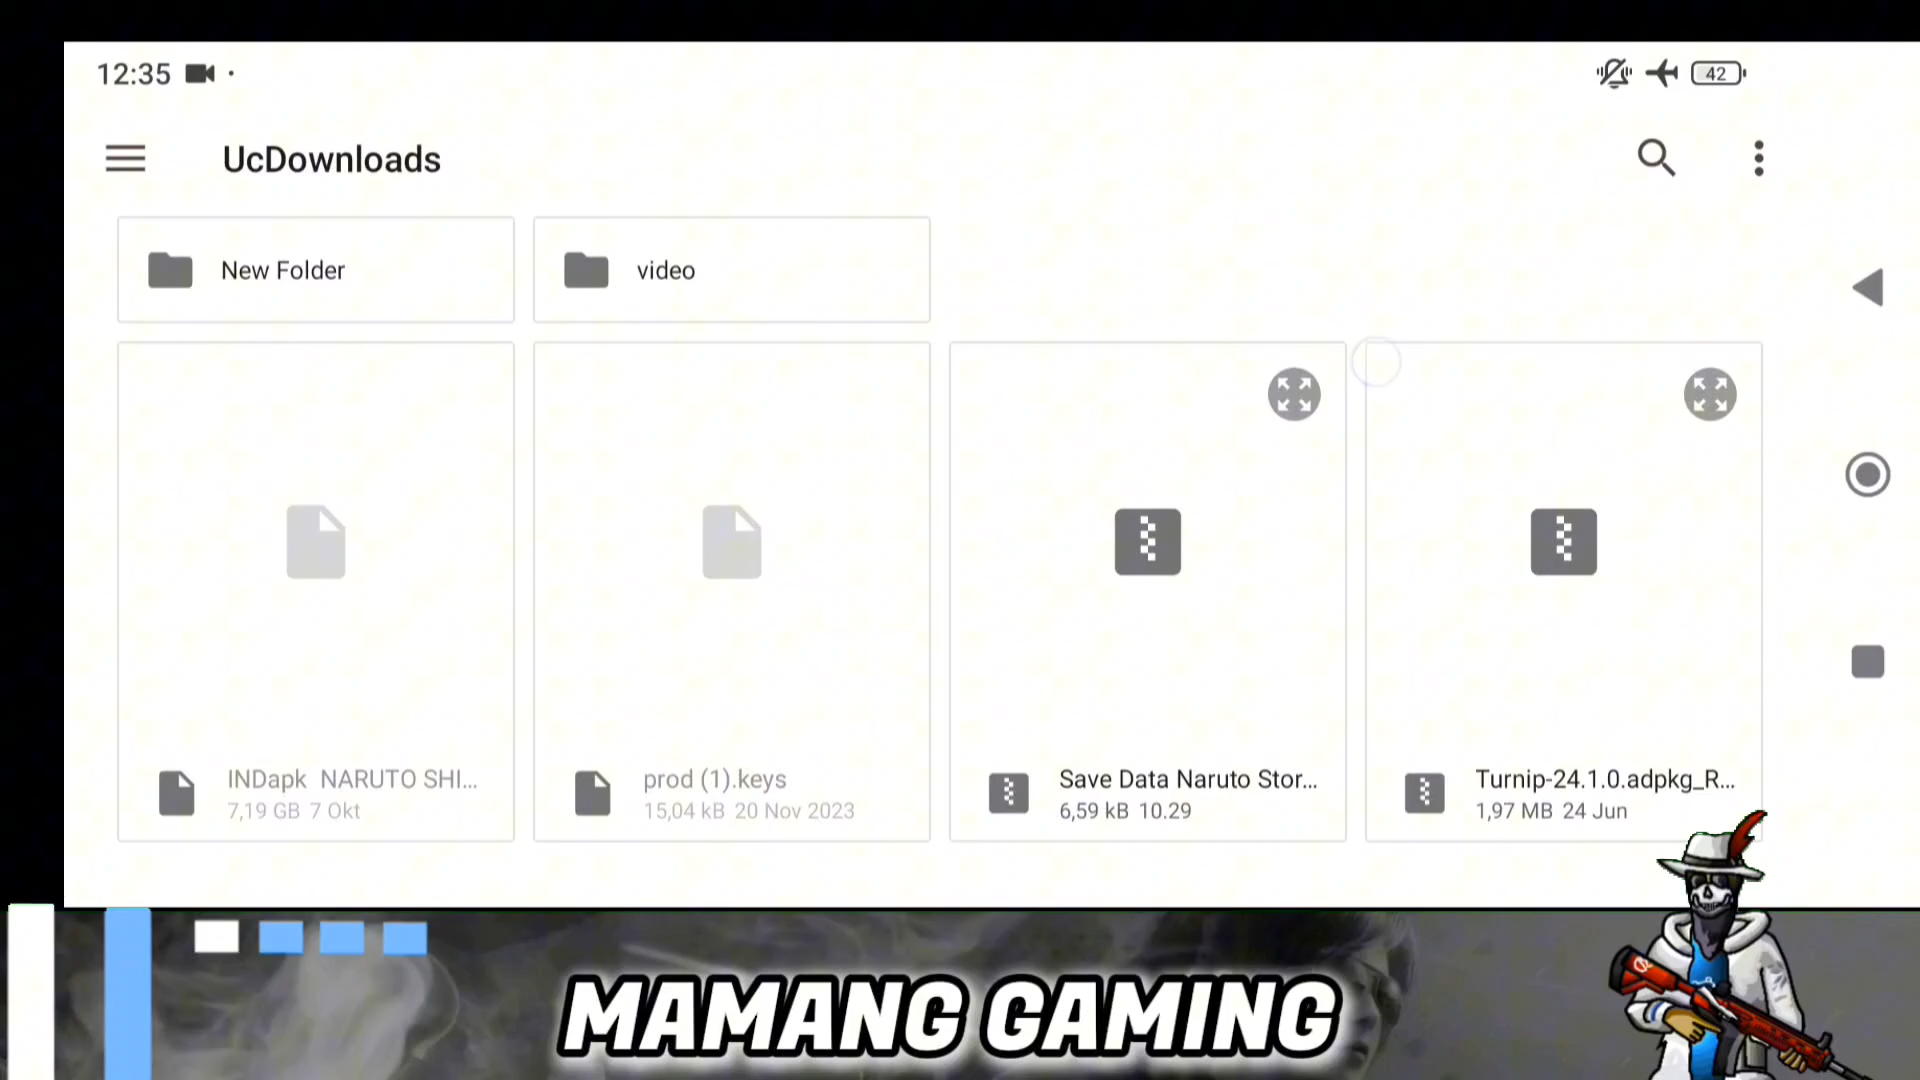 12:35
42
UcDownloads
New Folder
video
INDapk NARUTO SHI...
7,19 GB 7 Okt
prod (1).keys
15,04 kB 20 Nov 2023
Save Data Naruto Stor...
6,59 kB 10.29
Turnip-24.1.0.adpkg_R...
1,97 MB 24 Jun
MAMANG GAMING